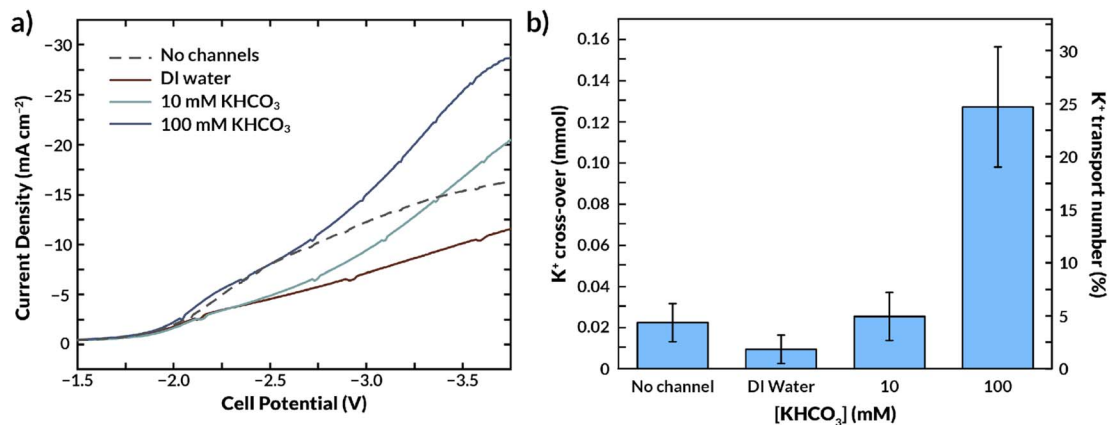 a)
−30
−25
−20
−15
−10
−5
0
Current Density (mA cm⁻²)
No channels
DI water
10 mM KHCO₃
100 mM KHCO₃
−1.5
−2.0
−2.5
−3.0
−3.5
Cell Potential (V)
b)
0.16
0.14
0.12
0.10
0.08
0.06
0.04
0.02
0
K⁺ cross-over (mmol)
30
25
20
15
10
5
0
K⁺ transport number (%)
No channel
DI Water
10
100
[KHCO₃] (mM)